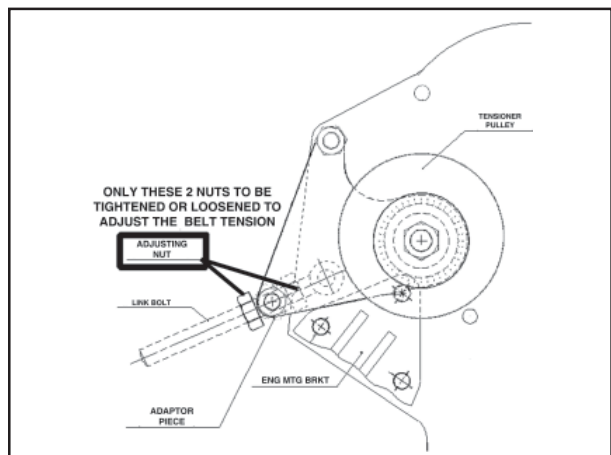 TENSIONER
PULLEY
ONLY THESE 2 NUTS TO BE
TIGHTENED OR LOOSENED TO
ADJUST THE BELT TENSION
ADJUSTING
NUT
LINK BOLT
ENG MTG BRKT
ADAPTOR
PIECE